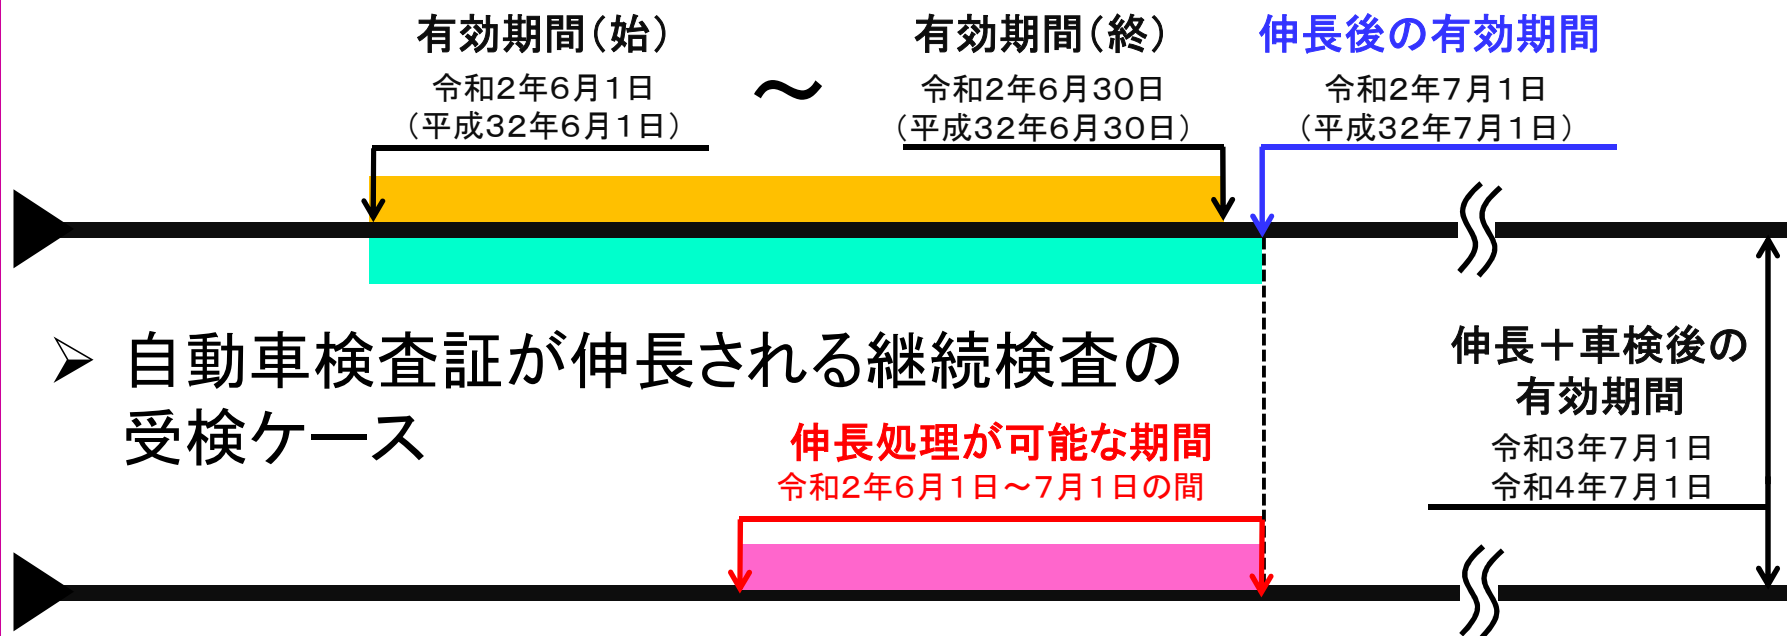 有効期間（始）
令和２年６月１日
（平成３２年６月１日）
～
有効期間（終）
令和２年６月３０日
（平成３２年６月３０日）
伸長後の有効期間
令和２年７月１日
（平成３２年７月１日）
➢ 自動車検査証が伸長される継続検査の
受検ケース
伸長処理が可能な期間
令和２年６月１日～７月１日の間
伸長＋車検後の
有効期間
令和３年７月１日
令和４年７月１日